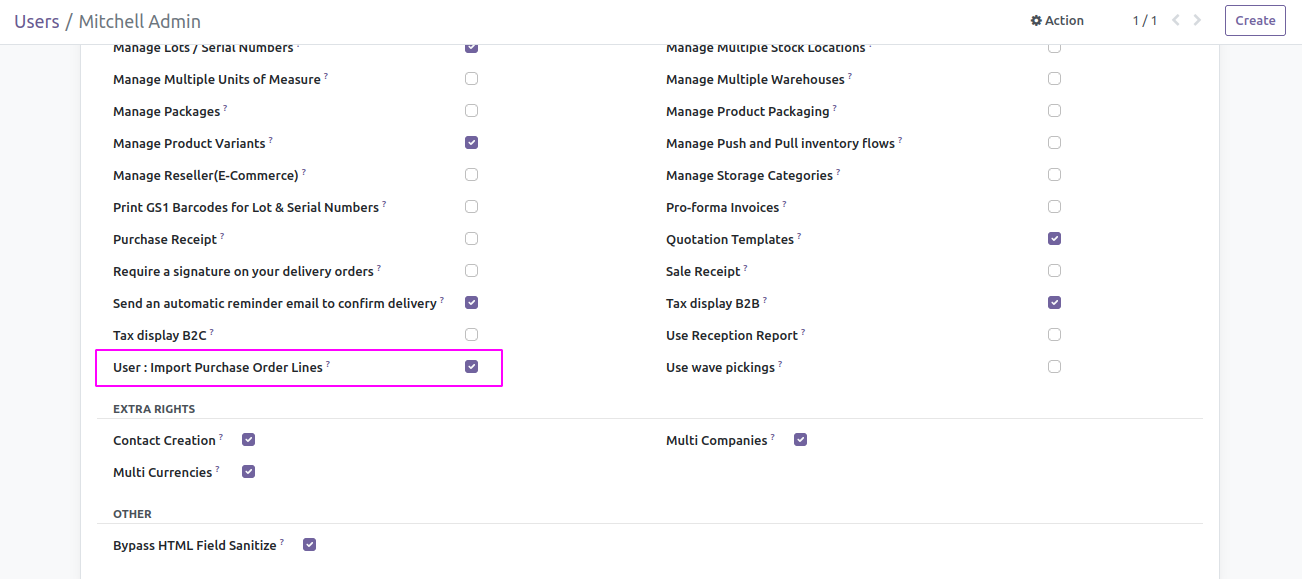 Users / Mitchell Admin
Action
1 / 1
Create
Manage Lots / Serial Numbers ?
Manage Multiple Stock Locations ?
Manage Multiple Units of Measure ?
Manage Multiple Warehouses ?
Manage Packages ?
Manage Product Packaging ?
Manage Product Variants ?
Manage Push and Pull inventory flows ?
Manage Reseller(E-Commerce) ?
Manage Storage Categories ?
Print GS1 Barcodes for Lot & Serial Numbers ?
Pro-forma Invoices ?
Purchase Receipt ?
Quotation Templates ?
Require a signature on your delivery orders ?
Sale Receipt ?
Send an automatic reminder email to confirm delivery ?
Tax display B2B ?
Tax display B2C ?
Use Reception Report ?
User : Import Purchase Order Lines ?
Use wave pickings ?
EXTRA RIGHTS
Contact Creation ?
Multi Companies ?
Multi Currencies ?
OTHER
Bypass HTML Field Sanitize ?